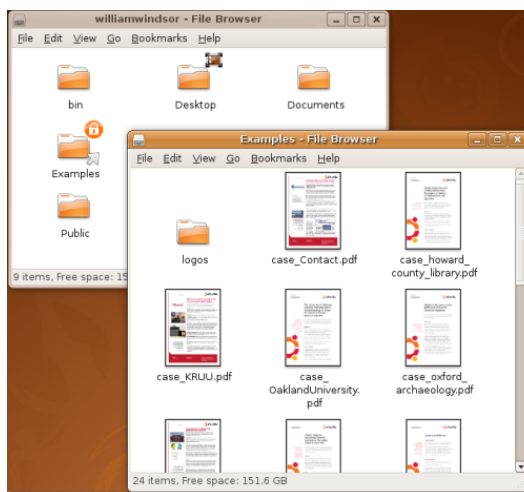 williamwindsor - File Browser
File Edit View Go Bookmarks Help
bin
Desktop
Documents
Examples
Public
9 items, Free space: 15
Examples - File Browser
File Edit View Go Bookmarks Help
logos
case_Contact.pdf
case_howard_
county_library.pdf
case_KRUU.pdf
case_
OaklandUniversity.
pdf
case_oxford_
archaeology.pdf
24 items, Free space: 151.6 GB